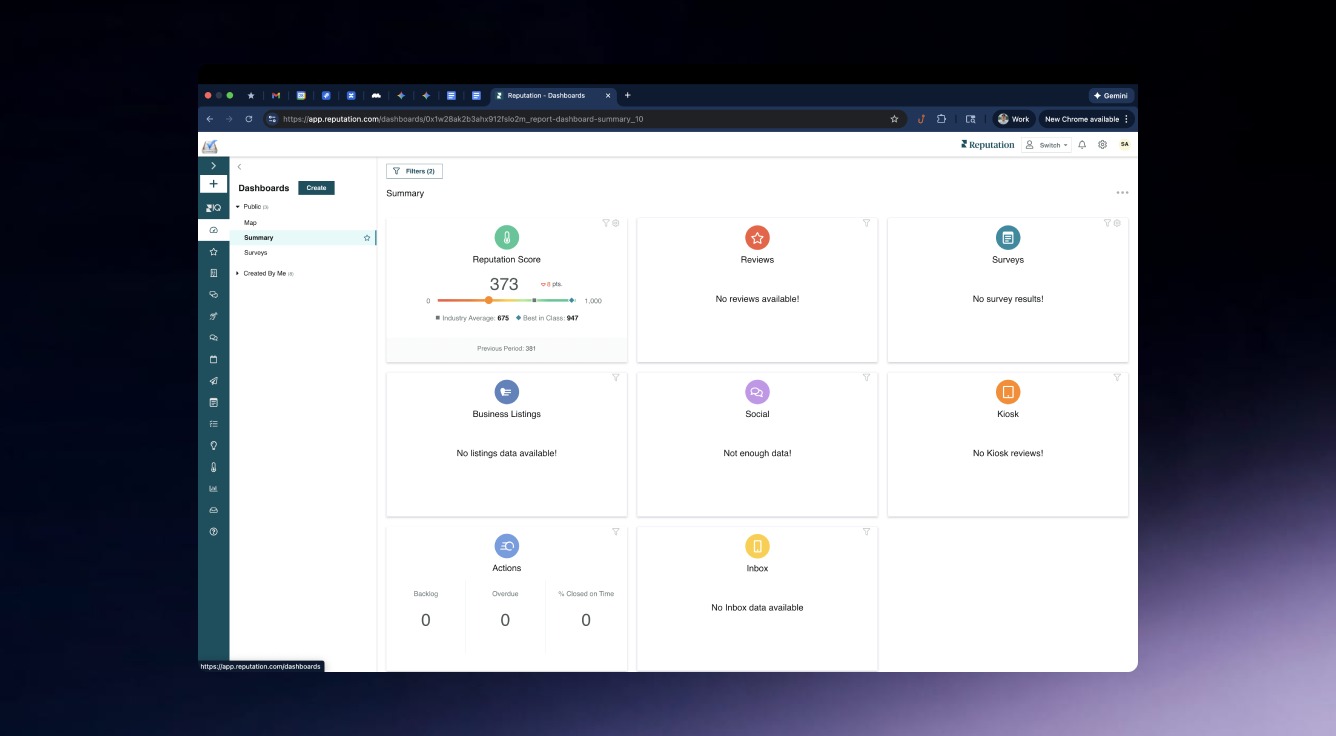 Reputation - Dashboards
Gemini
https://app.reputation.com/dashboards/0x1w28ak2b3ahx912fslo2m_report-dashboard-summary_10
Work
New Chrome available
Reputation
Switch
SA
Filters (2)
Dashboards
Create
Summary
Public (3)
Map
Summary
Surveys
Created By Me
IQ
Reputation Score
373
8 pts.
0
1,000
Industry Average: 675
Best in Class: 947
Previous Period: 381
Reviews
No reviews available!
Surveys
No survey results!
Business Listings
No listings data available!
Social
Not enough data!
Kiosk
No Kiosk reviews!
Actions
Backlog
Overdue
% Closed on Time
0
0
0
Inbox
No Inbox data available
https://app.reputation.com/dashboards